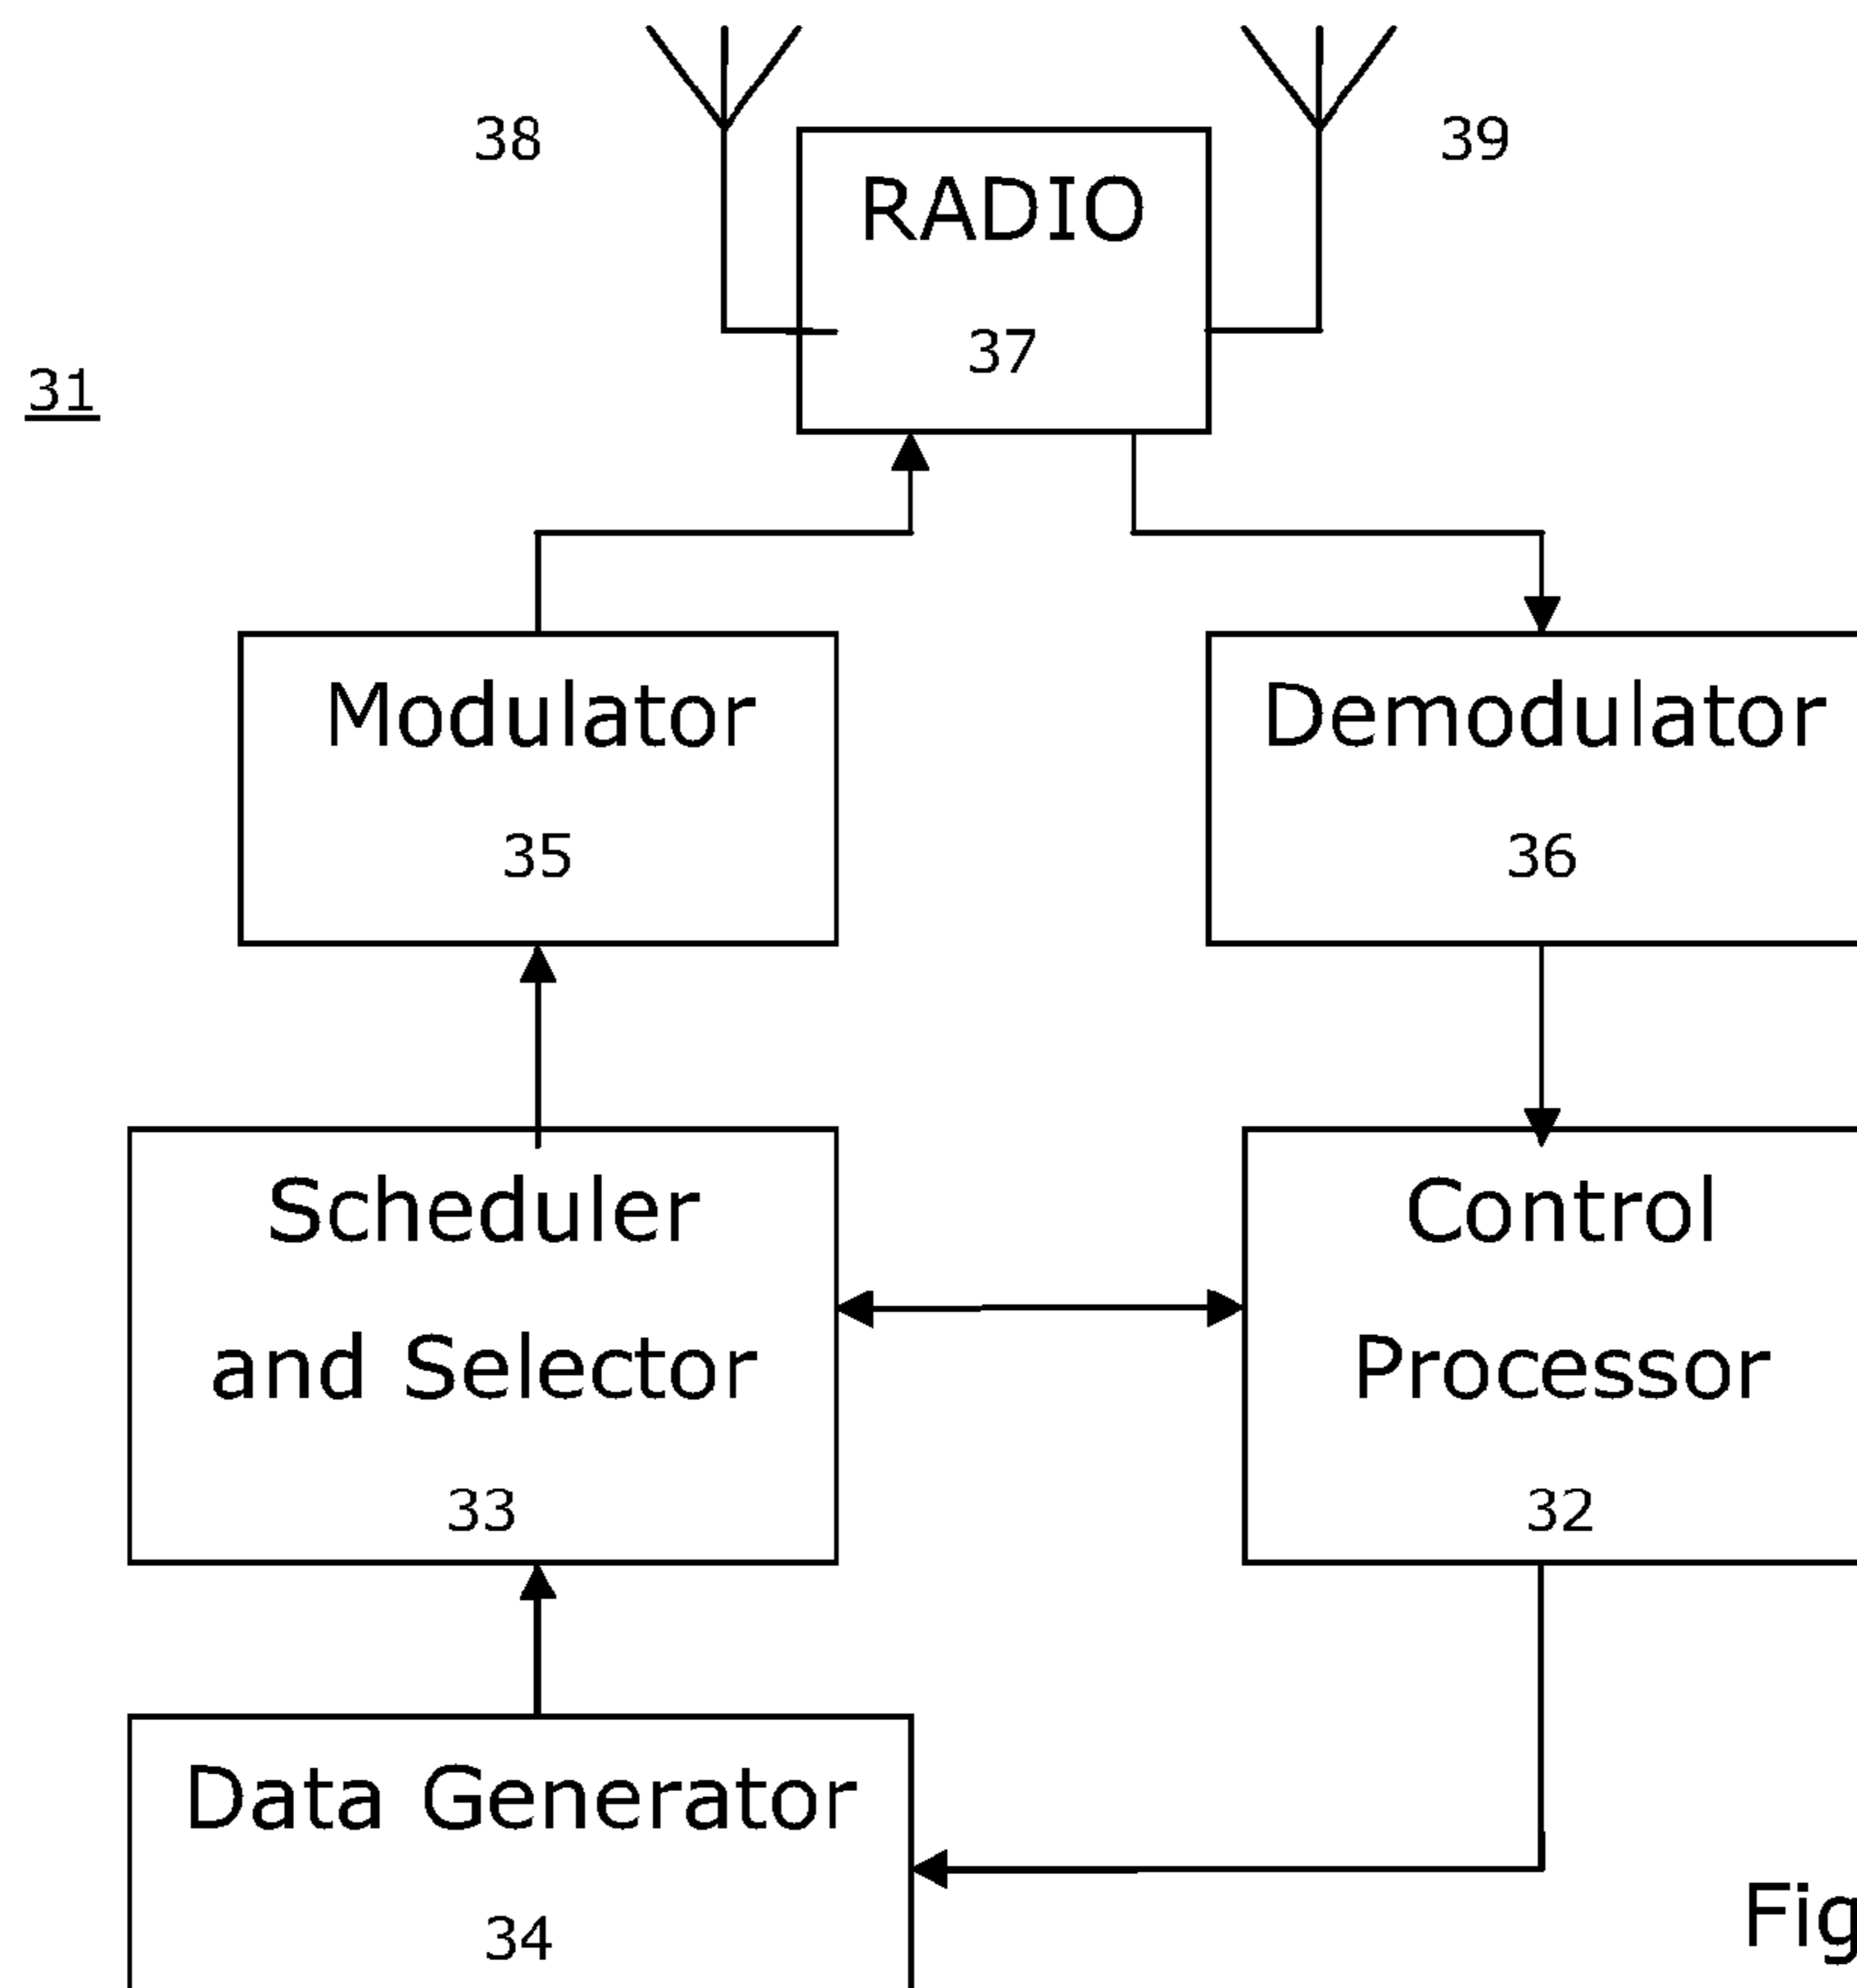 38
39
RADIO
37
31
Modulator
35
Demodulator
36
Scheduler
and Selector
33
Control
Processor
32
Data Generator
34
Fig